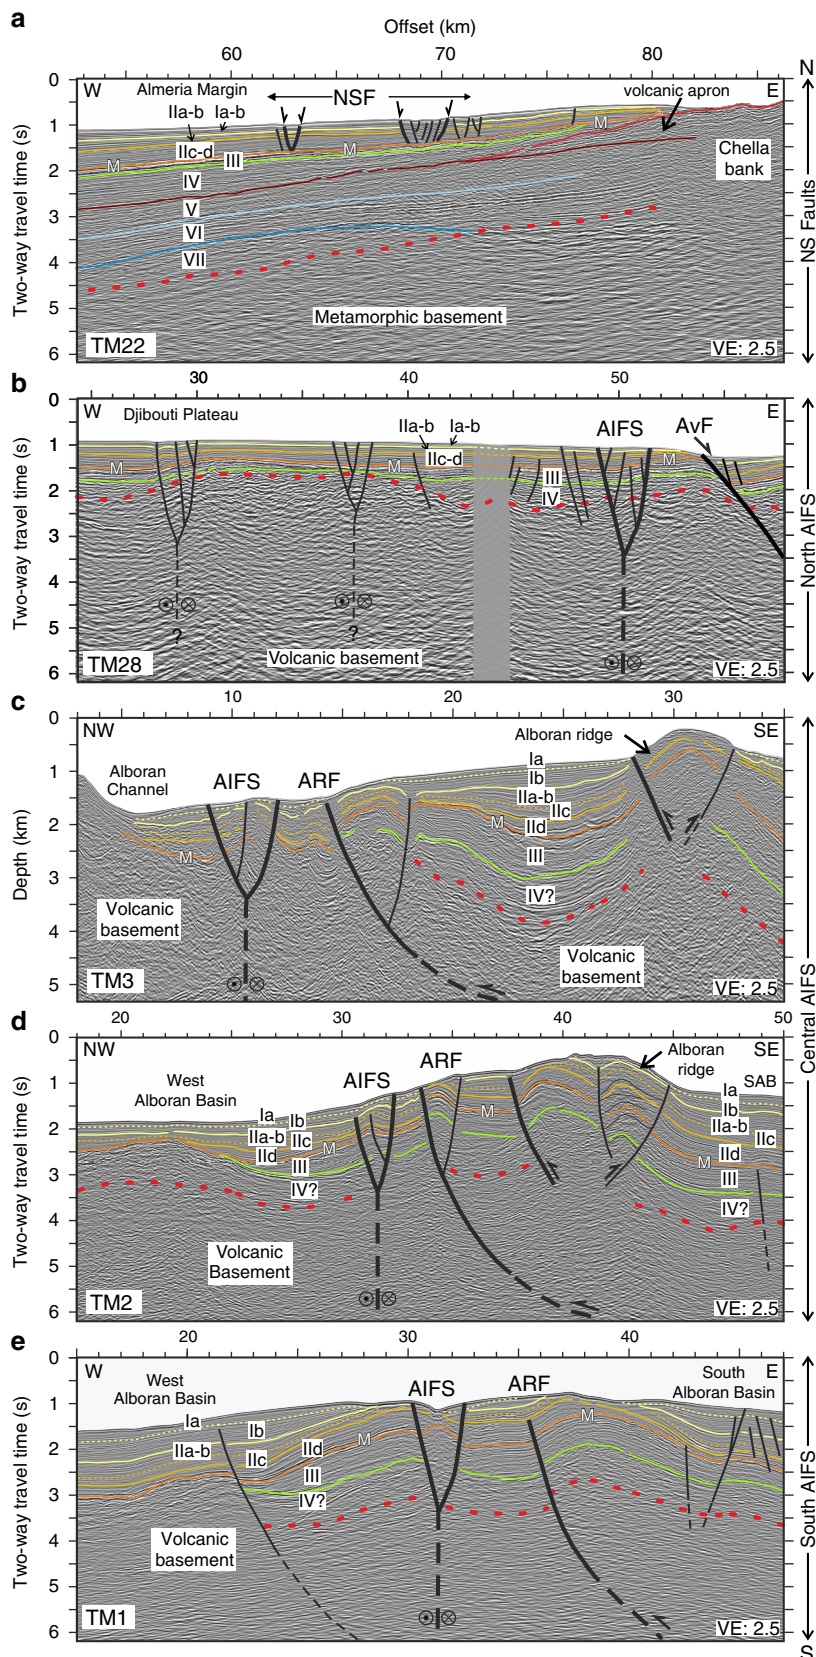 a
Offset (km)
60 70 80
N
W Almeria Margin NSF volcanic apron E
IIa-b Ia-b
IIc-d III
M M M
IV
V
VI
VII
Chella
bank
Metamorphic basement
TM22 VE: 2.5
0
1
2
3
4
5
6
Two-way travel time (s)
NS Faults
b
30 40 50
W Djibouti Plateau AIFS AvF E
IIa-b Ia-b
IIc-d
M M M
III
IV
? ?
Volcanic basement
TM28 VE: 2.5
0
1
2
3
4
5
6
Two-way travel time (s)
North AIFS
c
10 20 30
NW SE
Alboran ridge
Alboran
Channel
AIFS ARF
Ia
Ib
IIa-b
IIc
IId
M M
III
IV?
Volcanic
basement
Volcanic
basement
TM3 VE: 2.5
0
1
2
3
4
5
Depth (km)
Central AIFS
d
20 30 40 50
NW SE
West
Alboran Basin
AIFS ARF
Alboran
ridge
SAB
Ia Ib
IIa-b IIc
IId
M
III
IV?
M
Ia
Ib
IIa-b
IIc
IId
M
III
IV?
Volcanic
Basement
TM2 VE: 2.5
0
1
2
3
4
5
6
Two-way travel time (s)
e
20 30 40
W E
West
Alboran Basin
AIFS ARF
South
Alboran Basin
Ia
Ib
IIa-b
IIc
IId
M M
III
IV?
Volcanic
basement
TM1 VE: 2.5
0
1
2
3
4
5
6
Two-way travel time (s)
South AIFS
S